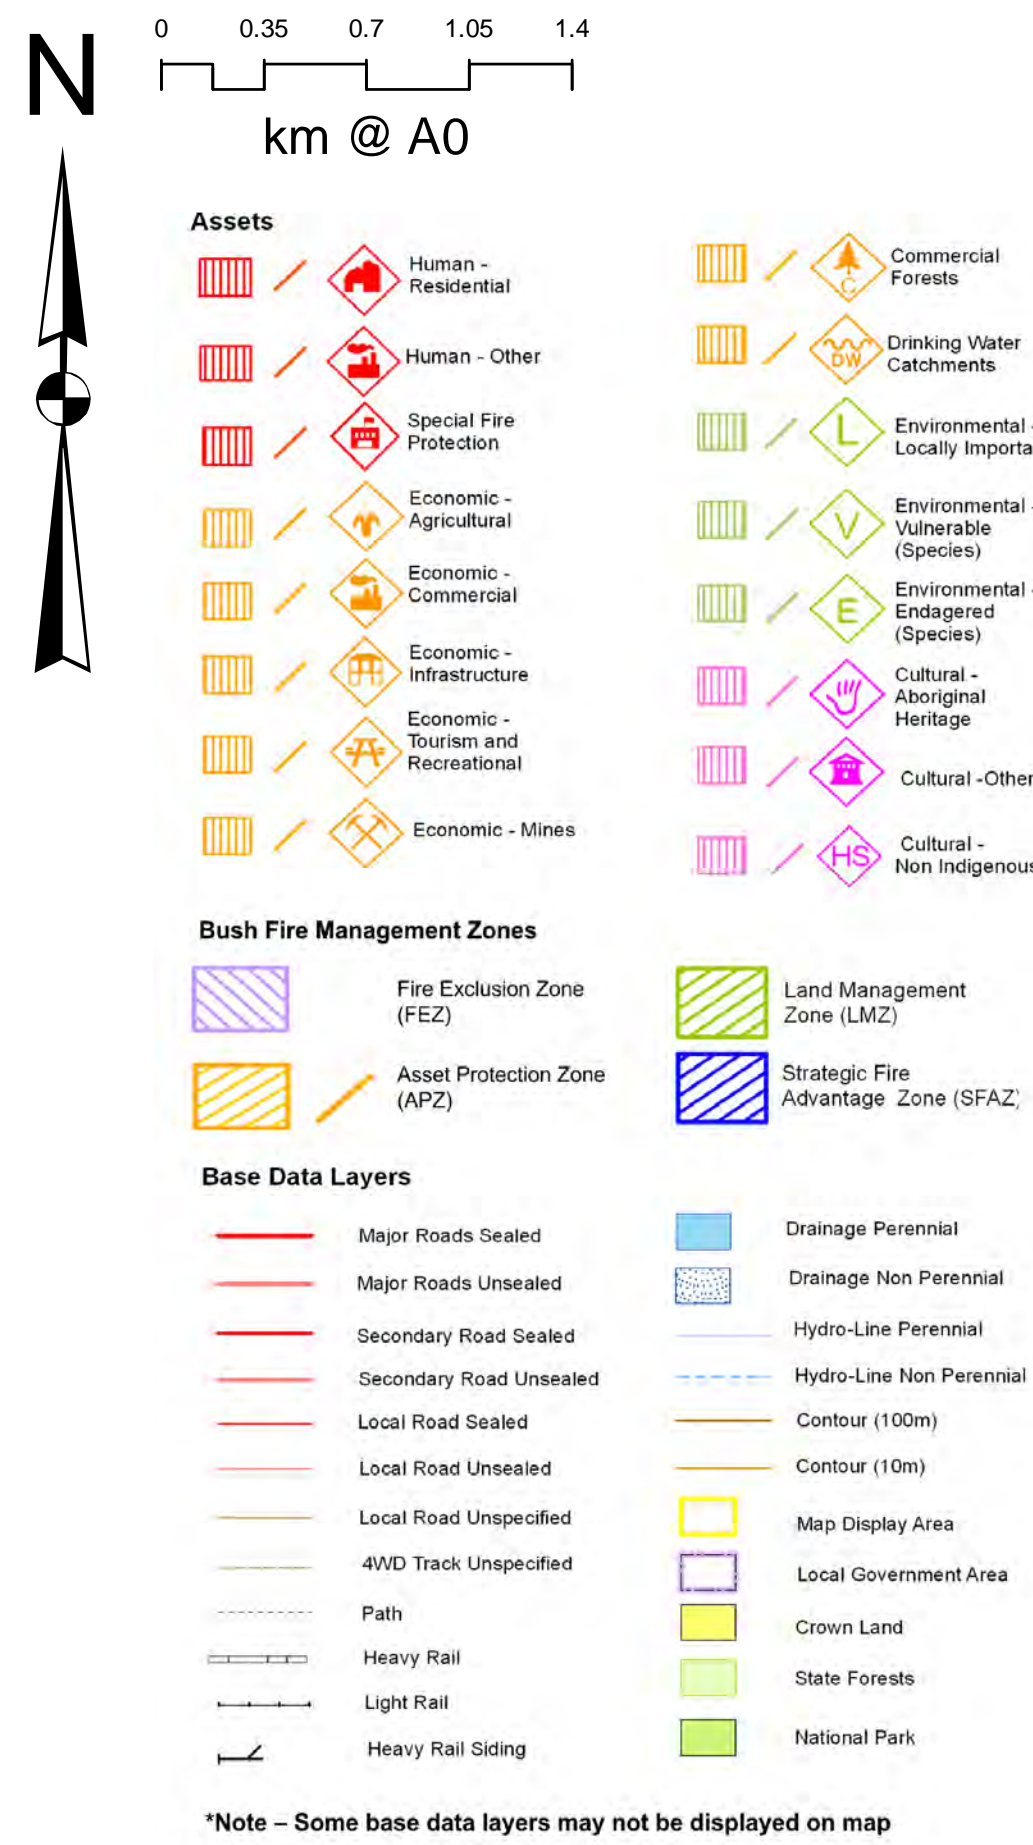 N
0 0.35 0.7 1.05 1.4
km @ A0
Assets
Human -
Residential
Human - Other
Special Fire
Protection
Economic -
Agricultural
Economic -
Commercial
Economic -
Infrastructure
Economic -
Tourism and
Recreational
Economic - Mines
C
Commercial
Forests
DW
Drinking Water
Catchments
L
Environmental -
Locally Importa
V
Environmental -
Vulnerable
(Species)
E
Environmental -
Endagered
(Species)
Cultural -
Aboriginal
Heritage
Cultural -Other
HS
Cultural -
Non Indigenous
Bush Fire Management Zones
Fire Exclusion Zone
(FEZ)
Asset Protection Zone
(APZ)
Land Management
Zone (LMZ)
Strategic Fire
Advantage Zone (SFAZ)
Base Data Layers
Major Roads Sealed
Major Roads Unsealed
Secondary Road Sealed
Secondary Road Unsealed
Local Road Sealed
Local Road Unsealed
Local Road Unspecified
4WD Track Unspecified
Path
Heavy Rail
Light Rail
Heavy Rail Siding
Drainage Perennial
Drainage Non Perennial
Hydro-Line Perennial
Hydro-Line Non Perennial
Contour (100m)
Contour (10m)
Map Display Area
Local Government Area
Crown Land
State Forests
National Park
*Note – Some base data layers may not be displayed on map